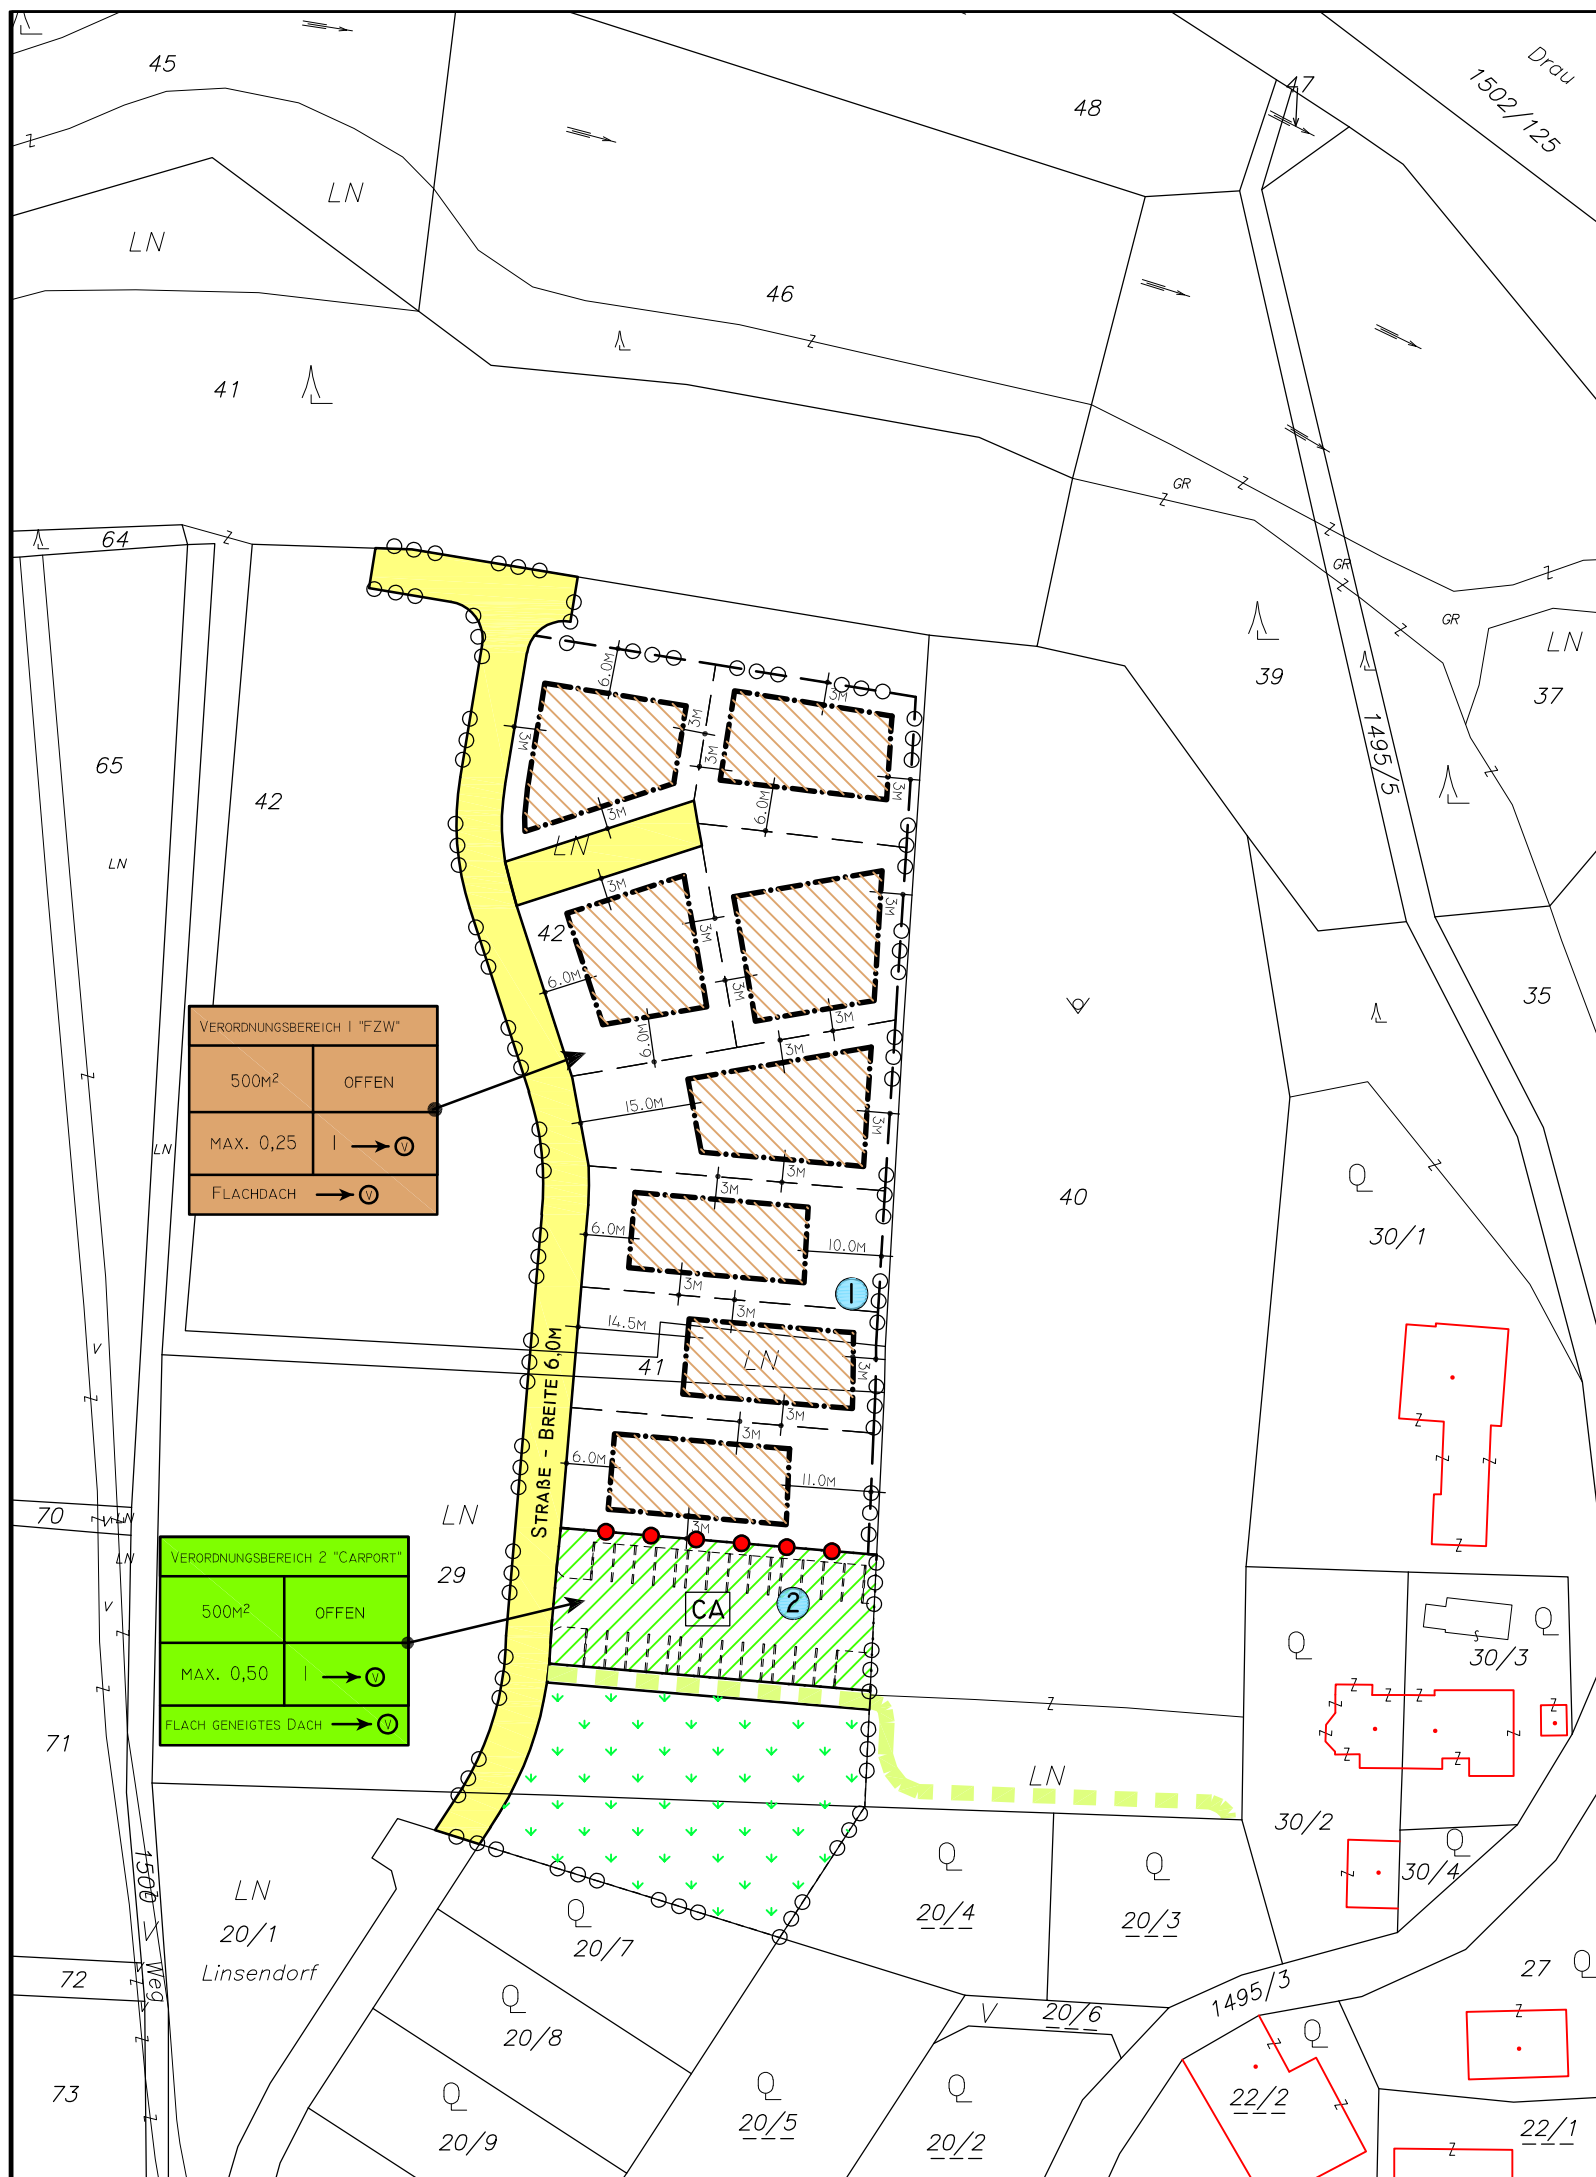 45
48
47
Drau
1502/125
LN
LN
46
41
GR
GR
GR
LN
64
39
37
6.0M
3M
3M
3M
3M
3M
1495/5
65
42
6.0M
3M
LN
LN
3M
3M
42
3M
6.0M
3M
3M
6.0M
3M
35
VERORDNUNGSBEREICH 1 "FZW"
500M² OFFEN
MAX. 0,25 I V
FLACHDACH V
3M
15.0M
3M
LN
3M
3M
40
30/1
6.0M
10.0M
3M
1
3M
14.5M
STRAßE - BREITE 6,0M
41
LN
3M
3M
3M
6.0M
11.0M
LN
70
LN
3M
LN
29
VERORDNUNGSBEREICH 2 "CARPORT"
500M² OFFEN
MAX. 0,50 I V
FLACH GENEIGTES DACH V
CA
2
30/3
71
LN
30/2
30/4
1500 Weg
LN
20/1
Linsendorf
20/7
20/4
20/3
72
27
1495/3
20/8
20/6
73
20/9
20/5
20/2
22/2
22/1